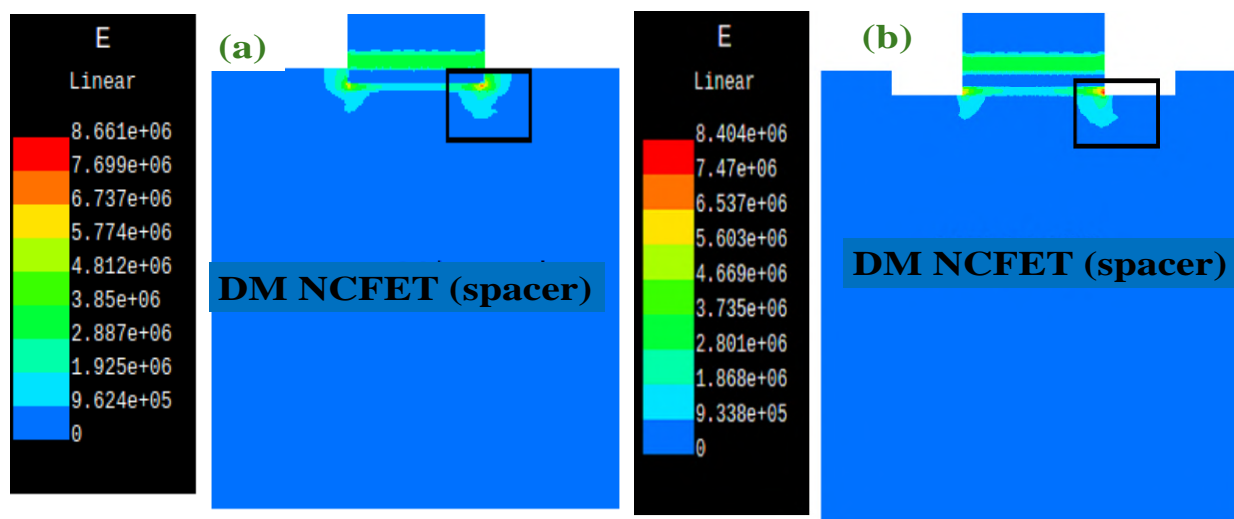 E
Linear
8.661e+06
7.699e+06
6.737e+06
5.774e+06
4.812e+06
3.85e+06
2.887e+06
1.925e+06
9.624e+05
0
(a)
DM NCFET (spacer)
E
Linear
8.404e+06
7.47e+06
6.537e+06
5.603e+06
4.669e+06
3.735e+06
2.801e+06
1.868e+06
9.338e+05
0
(b)
DM NCFET (spacer)